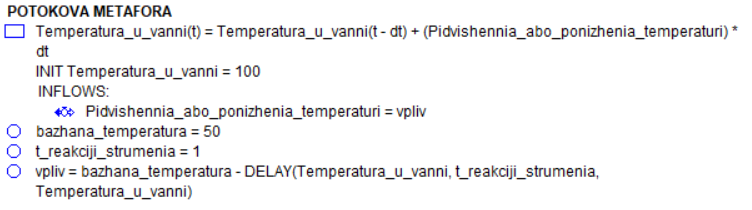 POTOKOVA METAFORA
Temperatura_u_vanni(t) = Temperatura_u_vanni(t - dt) + (Pidvishennia_abo_ponizhenia_temperaturi) *
dt
INIT Temperatura_u_vanni = 100
INFLOWS:
Pidvishennia_abo_ponizhenia_temperaturi = vpliv
bazhana_temperatura = 50
t_reakciji_strumenia = 1
vpliv = bazhana_temperatura - DELAY(Temperatura_u_vanni, t_reakciji_strumenia,
Temperatura_u_vanni)